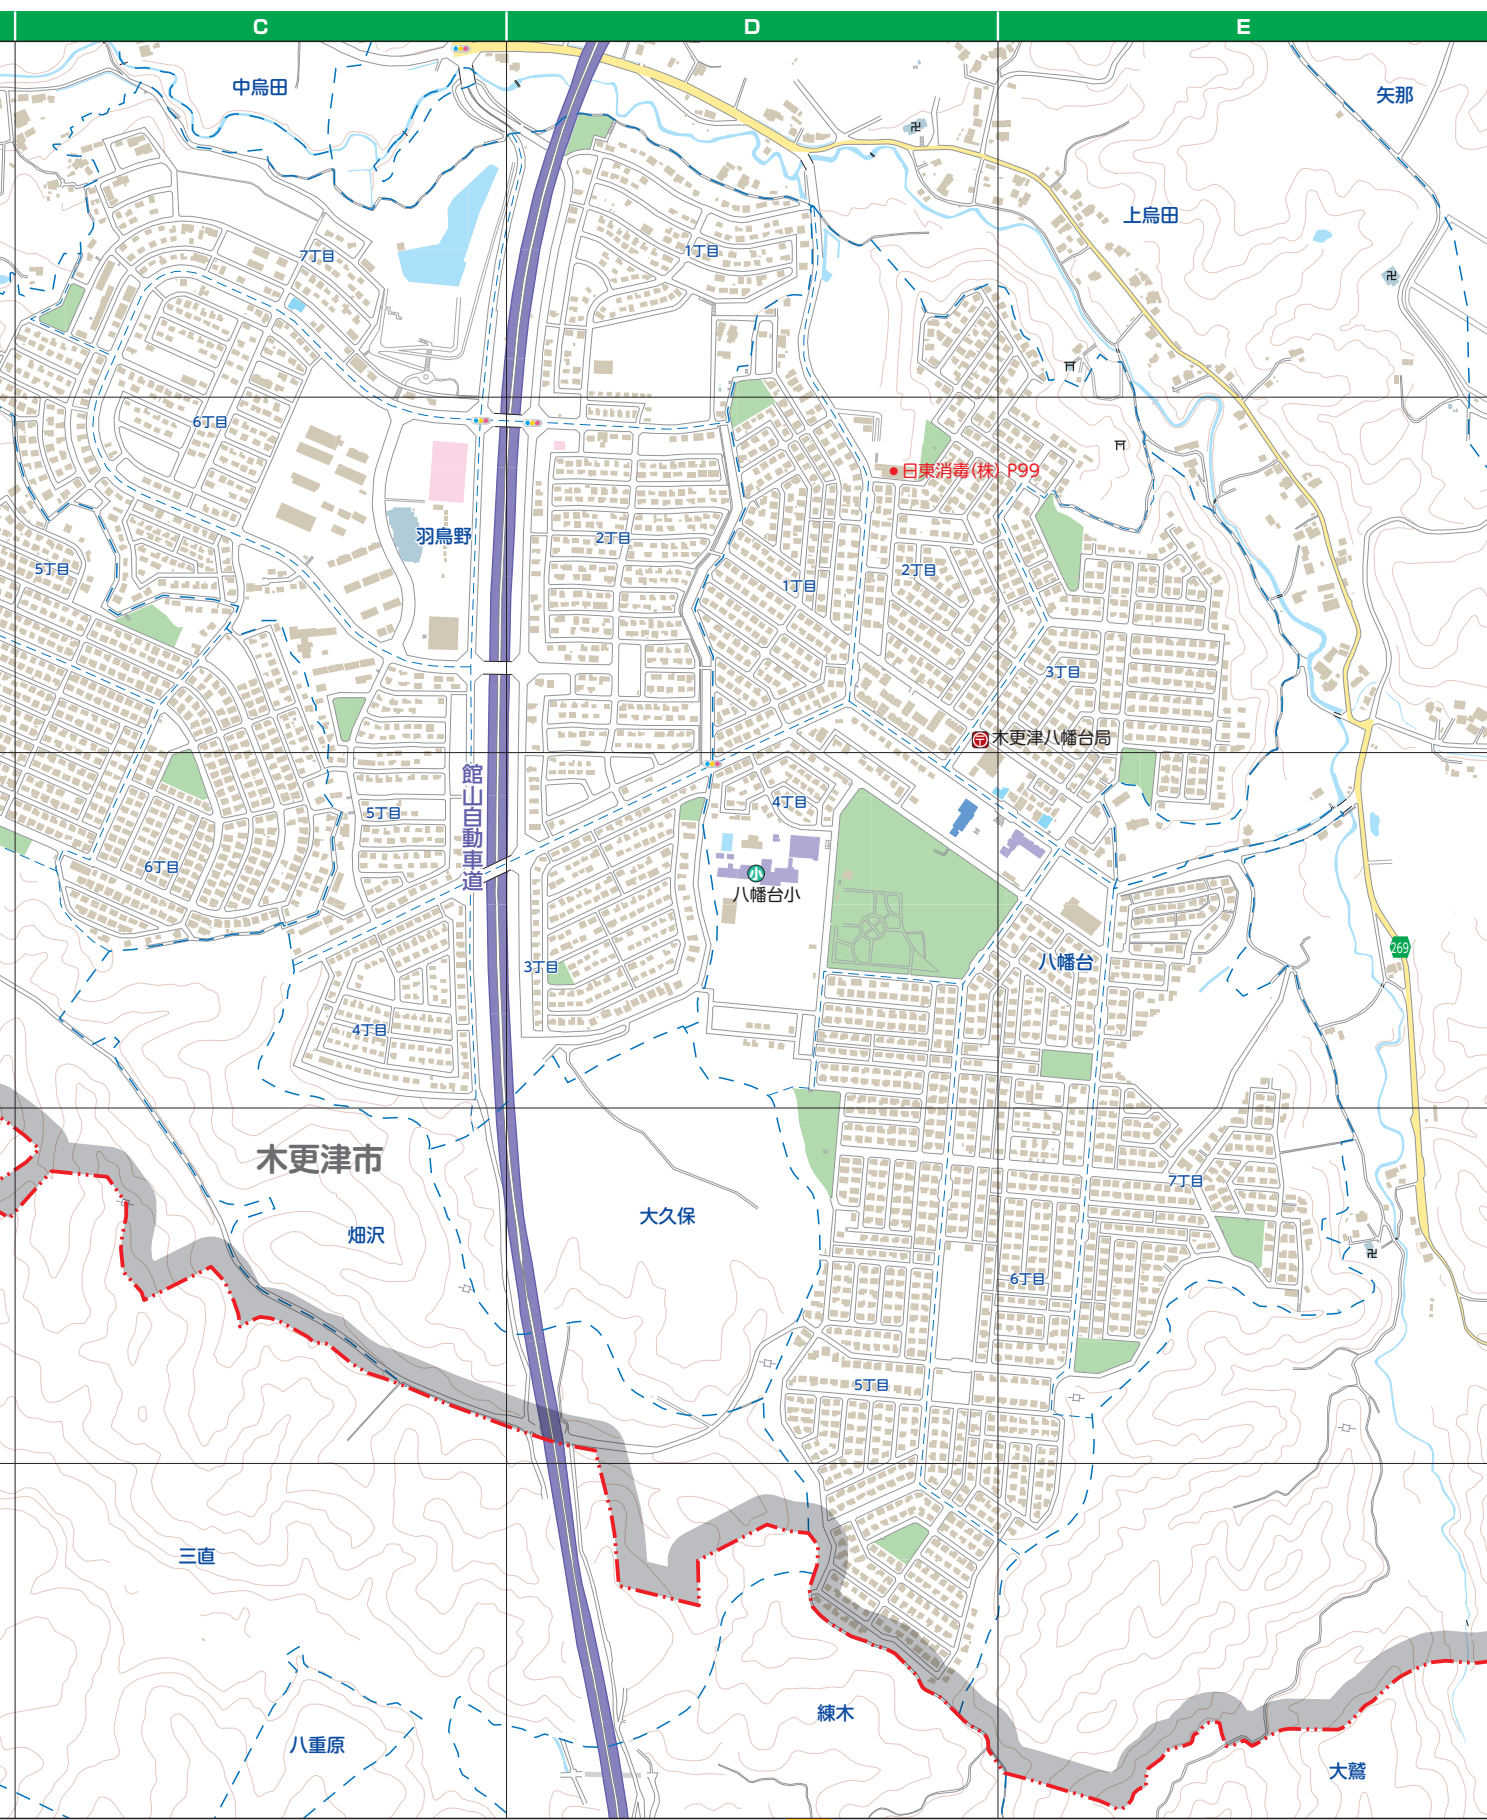 C D E
中烏田
矢那
上烏田
7丁目
1丁目
6丁目
日東消毒(株) P99
羽鳥野
2丁目
5丁目
1丁目
2丁目
3丁目
木更津八幡台局
館山自動車道
4丁目
5丁目
6丁目
小
八幡台小
269
3丁目
八幡台
4丁目
木更津市
7丁目
大久保
畑沢
6丁目
5丁目
三直
練木
八重原
大鷲